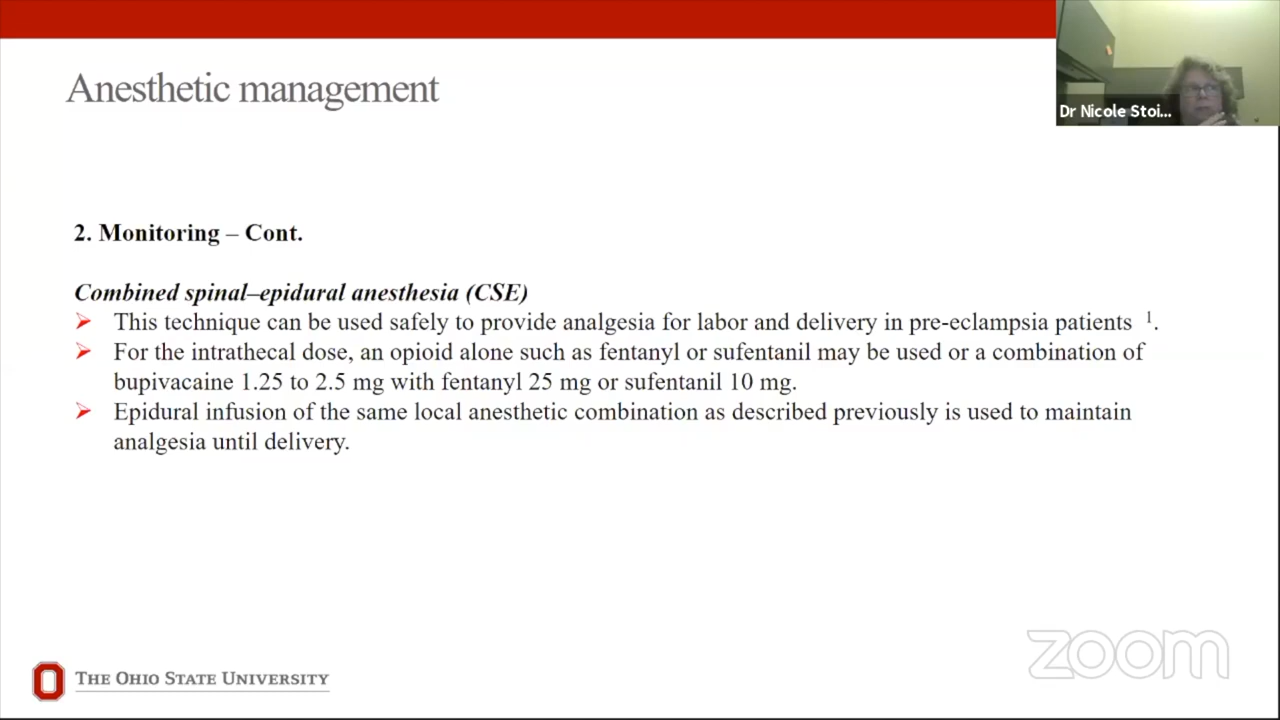 Anesthetic management
Dr Nicole Stoi...
2. Monitoring – Cont.
Combined spinal–epidural anesthesia (CSE)
➢ This technique can be used safely to provide analgesia for labor and delivery in pre-eclampsia patients ¹.
➢ For the intrathecal dose, an opioid alone such as fentanyl or sufentanil may be used or a combination of
bupivacaine 1.25 to 2.5 mg with fentanyl 25 mg or sufentanil 10 mg.
➢ Epidural infusion of the same local anesthetic combination as described previously is used to maintain
analgesia until delivery.
THE OHIO STATE UNIVERSITY
zoom